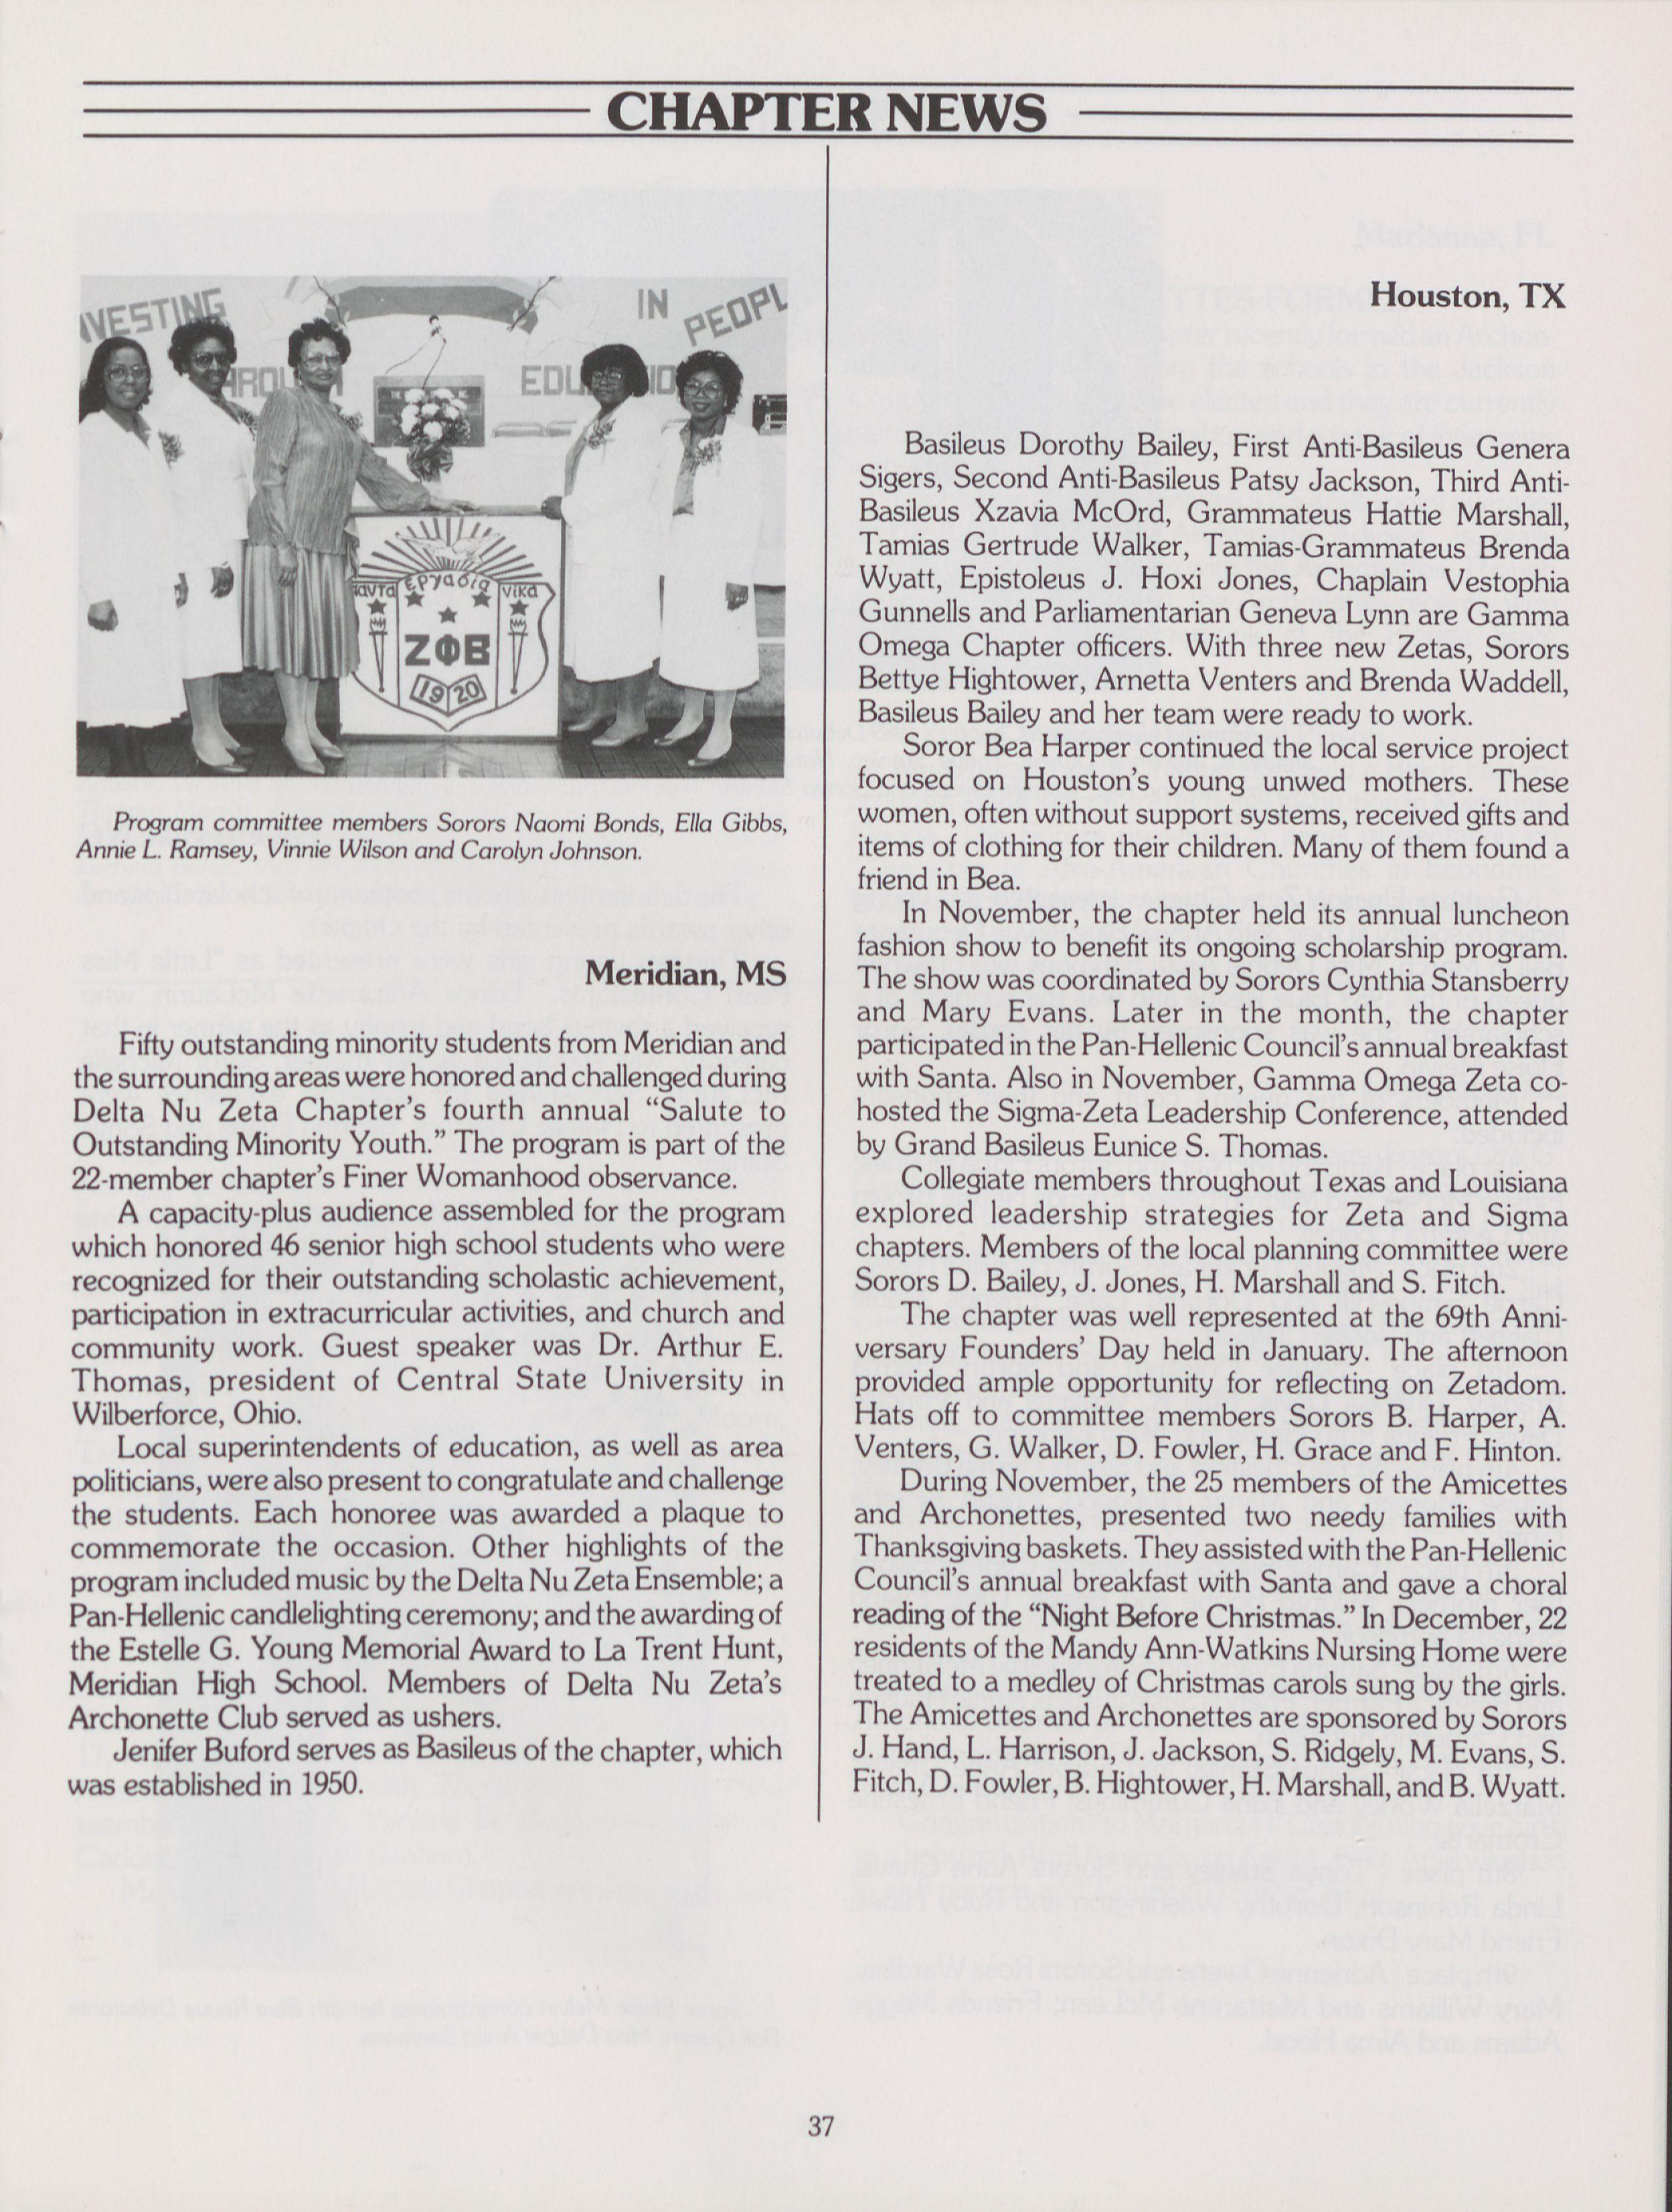 CHAPTER NEWS
INVESTING
IN
PEOPL
THROUGH
πάντα
εργαδία
νικα
ΖΦΒ
1920
Program committee members Sorors Naomi Bonds, Ella Gibbs,
Annie L. Ramsey, Vinnie Wilson and Carolyn Johnson.
Meridian, MS
Fifty outstanding minority students from Meridian and
the surrounding areas were honored and challenged during
Delta Nu Zeta Chapter's fourth annual “Salute to
Outstanding Minority Youth.” The program is part of the
22-member chapter's Finer Womanhood observance.
A capacity-plus audience assembled for the program
which honored 46 senior high school students who were
recognized for their outstanding scholastic achievement,
participation in extracurricular activities, and church and
community work. Guest speaker was Dr. Arthur E.
Thomas, president of Central State University in
Wilberforce, Ohio.
Local superintendents of education, as well as area
politicians, were also present to congratulate and challenge
the students. Each honoree was awarded a plaque to
commemorate the occasion. Other highlights of the
program included music by the Delta Nu Zeta Ensemble; a
Pan-Hellenic candlelighting ceremony; and the awarding of
the Estelle G. Young Memorial Award to La Trent Hunt,
Meridian High School. Members of Delta Nu Zeta's
Archonette Club served as ushers.
Jenifer Buford serves as Basileus of the chapter, which
was established in 1950.
Houston, TX
Basileus Dorothy Bailey, First Anti-Basileus Genera
Sigers, Second Anti-Basileus Patsy Jackson, Third Anti-
Basileus Xzavia McOrd, Grammateus Hattie Marshall,
Tamias Gertrude Walker, Tamias-Grammateus Brenda
Wyatt, Epistoleus J. Hoxi Jones, Chaplain Vestophia
Gunnells and Parliamentarian Geneva Lynn are Gamma
Omega Chapter officers. With three new Zetas, Sorors
Bettye Hightower, Arnetta Venters and Brenda Waddell,
Basileus Bailey and her team were ready to work.
Soror Bea Harper continued the local service project
focused on Houston's young unwed mothers. These
women, often without support systems, received gifts and
items of clothing for their children. Many of them found a
friend in Bea.
In November, the chapter held its annual luncheon
fashion show to benefit its ongoing scholarship program.
The show was coordinated by Sorors Cynthia Stansberry
and Mary Evans. Later in the month, the chapter
participated in the Pan-Hellenic Council's annual breakfast
with Santa. Also in November, Gamma Omega Zeta co-
hosted the Sigma-Zeta Leadership Conference, attended
by Grand Basileus Eunice S. Thomas.
Collegiate members throughout Texas and Louisiana
explored leadership strategies for Zeta and Sigma
chapters. Members of the local planning committee were
Sorors D. Bailey, J. Jones, H. Marshall and S. Fitch.
The chapter was well represented at the 69th Anni-
versary Founders' Day held in January. The afternoon
provided ample opportunity for reflecting on Zetadom.
Hats off to committee members Sorors B. Harper, A.
Venters, G. Walker, D. Fowler, H. Grace and F. Hinton.
During November, the 25 members of the Amicettes
and Archonettes, presented two needy families with
Thanksgiving baskets. They assisted with the Pan-Hellenic
Council's annual breakfast with Santa and gave a choral
reading of the “Night Before Christmas.” In December, 22
residents of the Mandy Ann-Watkins Nursing Home were
treated to a medley of Christmas carols sung by the girls.
The Amicettes and Archonettes are sponsored by Sorors
J. Hand, L. Harrison, J. Jackson, S. Ridgely, M. Evans, S.
Fitch, D. Fowler, B. Hightower, H. Marshall, and B. Wyatt.
37